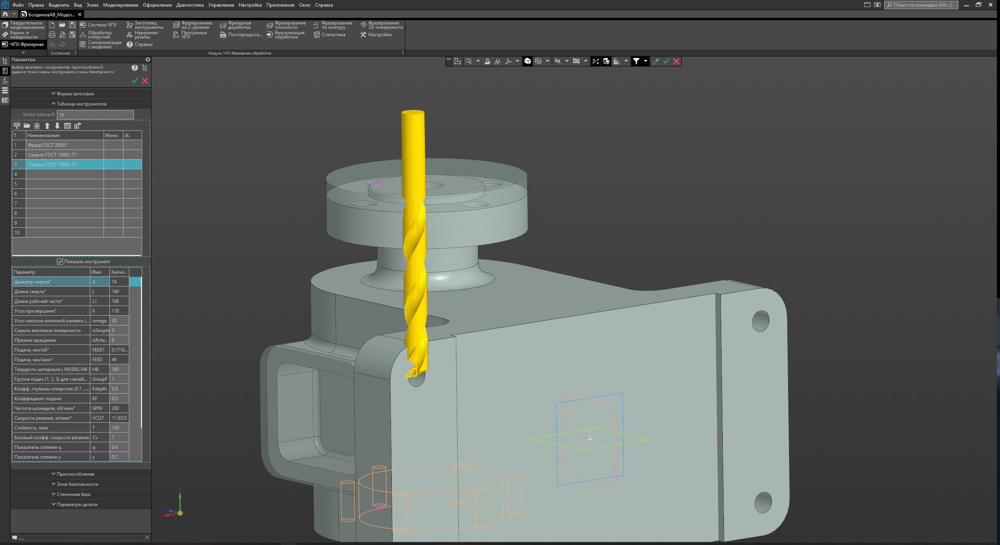 Файл Правка Выделить Вид Эскиз Моделирование Оформление Диагностика Управление Настройка Приложения Окно Справка
Поиск по командам (Alt+/)
БолдиновАВ_Модел...
Твердотельное моделирование
Каркас и поверхности
ЧПУ.Фрезерная
Системная
Система ЧПУ
Заготовка, инструменты
Фрезерование на Z-уровнях
Фрезерная доработка
Фрезерование плоскости
Фрезерование по контуру
Фрезерование 3D-поверхности
Обработка отверстий
Нарезание резьбы
Программа ЧПУ
Постпроцессо...
Визуализация обработки
Статистика
Настройки
Синхронизация с моделью
Справка
Модуль ЧПУ.Фрезерная обработка
Параметры
Выбор заготовки, инструментов, приспособлений,
задание точки смены инструмента и зоны безопасности
Форма заготовки
Таблица инструментов
Число позиций: 10
T Наименование Износ dL
1 Фреза ГОСТ 26595
2 Сверло ГОСТ 10902-77
3 Сверло ГОСТ 10902-77
4
5
6
7
8
9
10
Показать инструмент
Параметр Имя Значе...
Диаметр сверла* d 14
Длина сверла* L 160
Длина рабочей части* L1 108
Угол при вершине* fi 118
Угол наклона винтовой канавки (... omega 30
Скрыть винтовые поверхности isSimple 0
Признак вращения isRota... 0
Подача, мм/об* FEED1 0.1716...
Подача, мм/мин* FEED 49
Твердость материала { MODEL.HB } HB 180
Группа подач (1, 2, 3) для сталей... GroupF 1
Коэфф. глубины отверстия (0.7 ...... Kdepth 0.9
Коэффициент подачи KF 0.5
Частота шпинделя, об/мин* SPIN 280
Скорость резания, м/мин* VCUT 11.9323
Стойкость, мин T 120
Базовый коэфф. скорости резания Cv 7
Показатель степени q q 0.4
Показатель степени y y 0.7
Приспособления
Зона безопасности
Станочная база
Параметры детали
.....
Y
Z
X